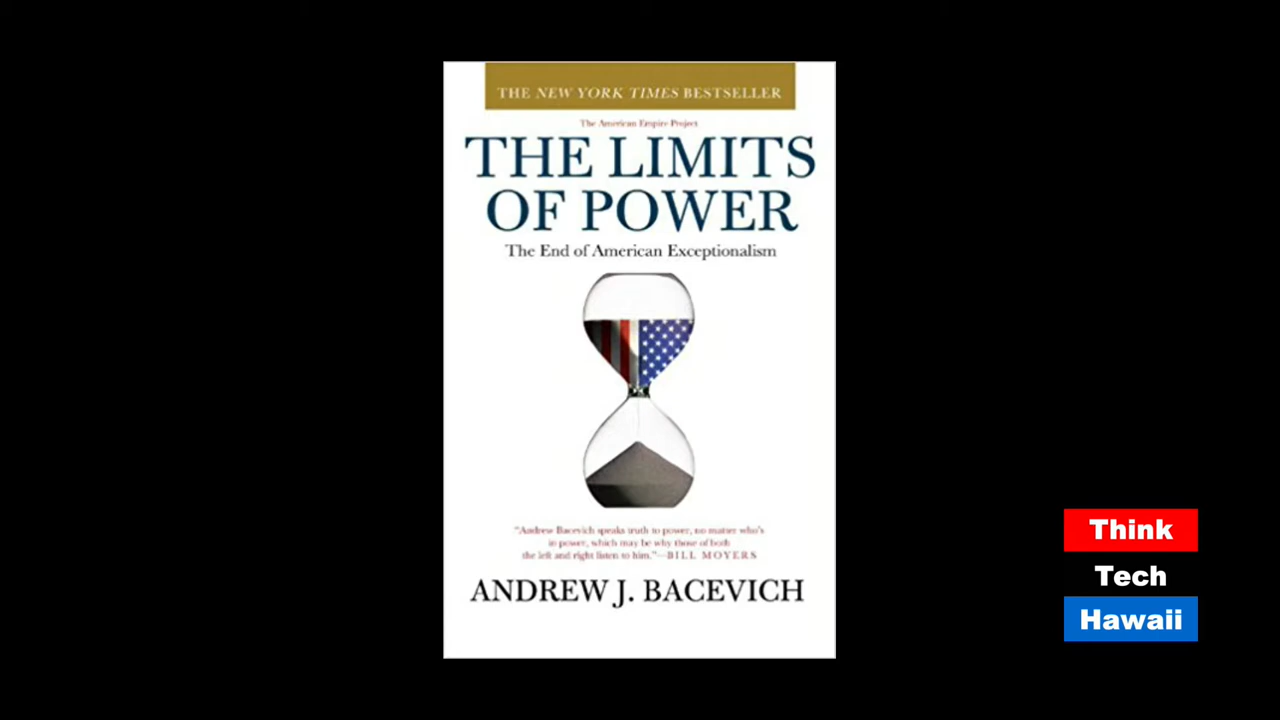 THE NEW YORK TIMES BESTSELLER
The American Empire Project
THE LIMITS
OF POWER
The End of American Exceptionalism
“Andrew Bacevich speaks truth to power, no matter who’s
in power, which may be why those of both
the left and right listen to him.”—BILL MOYERS
ANDREW J. BACEVICH
Think
Tech
Hawaii